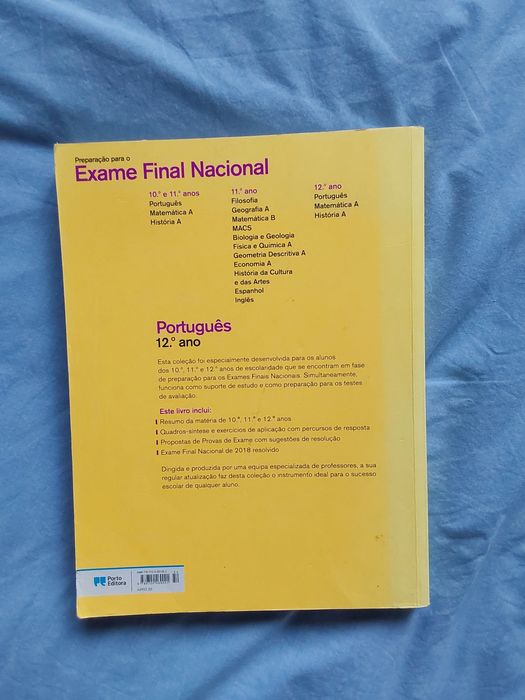 Preparação para o
Exame Final Nacional
10.º e 11.º anos
Português
Matemática A
História A
11.º ano
Filosofia
Geografia A
Matemática B
MACS
Biologia e Geologia
Física e Química A
Geometria Descritiva A
Economia A
História da Cultura
e das Artes
Espanhol
Inglês
12.º ano
Português
Matemática A
História A
Português
12.º ano
Esta coleção foi especialmente desenvolvida para os alunos
dos 10.º, 11.º e 12.º anos de escolaridade que se encontram em fase
de preparação para os Exames Finais Nacionais. Simultaneamente,
funciona como suporte de estudo e como preparação para os testes
de avaliação.
Este livro inclui:
Resumo da matéria de 10.º, 11.º e 12.º anos
Quadros-síntese e exercícios de aplicação com percursos de resposta
Propostas de Provas de Exame com sugestões de resolução
Exame Final Nacional de 2018 resolvido
Dirigida e produzida por uma equipa especializada de professores, a sua
regular atualização faz desta coleção o instrumento ideal para o sucesso
escolar de qualquer aluno.
Porto
Editora